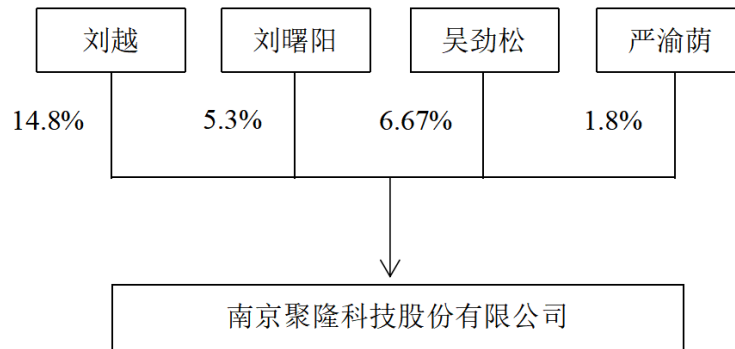 刘越
刘曙阳
吴劲松
严渝荫
14.8%
5.3%
6.67%
1.8%
南京聚隆科技股份有限公司